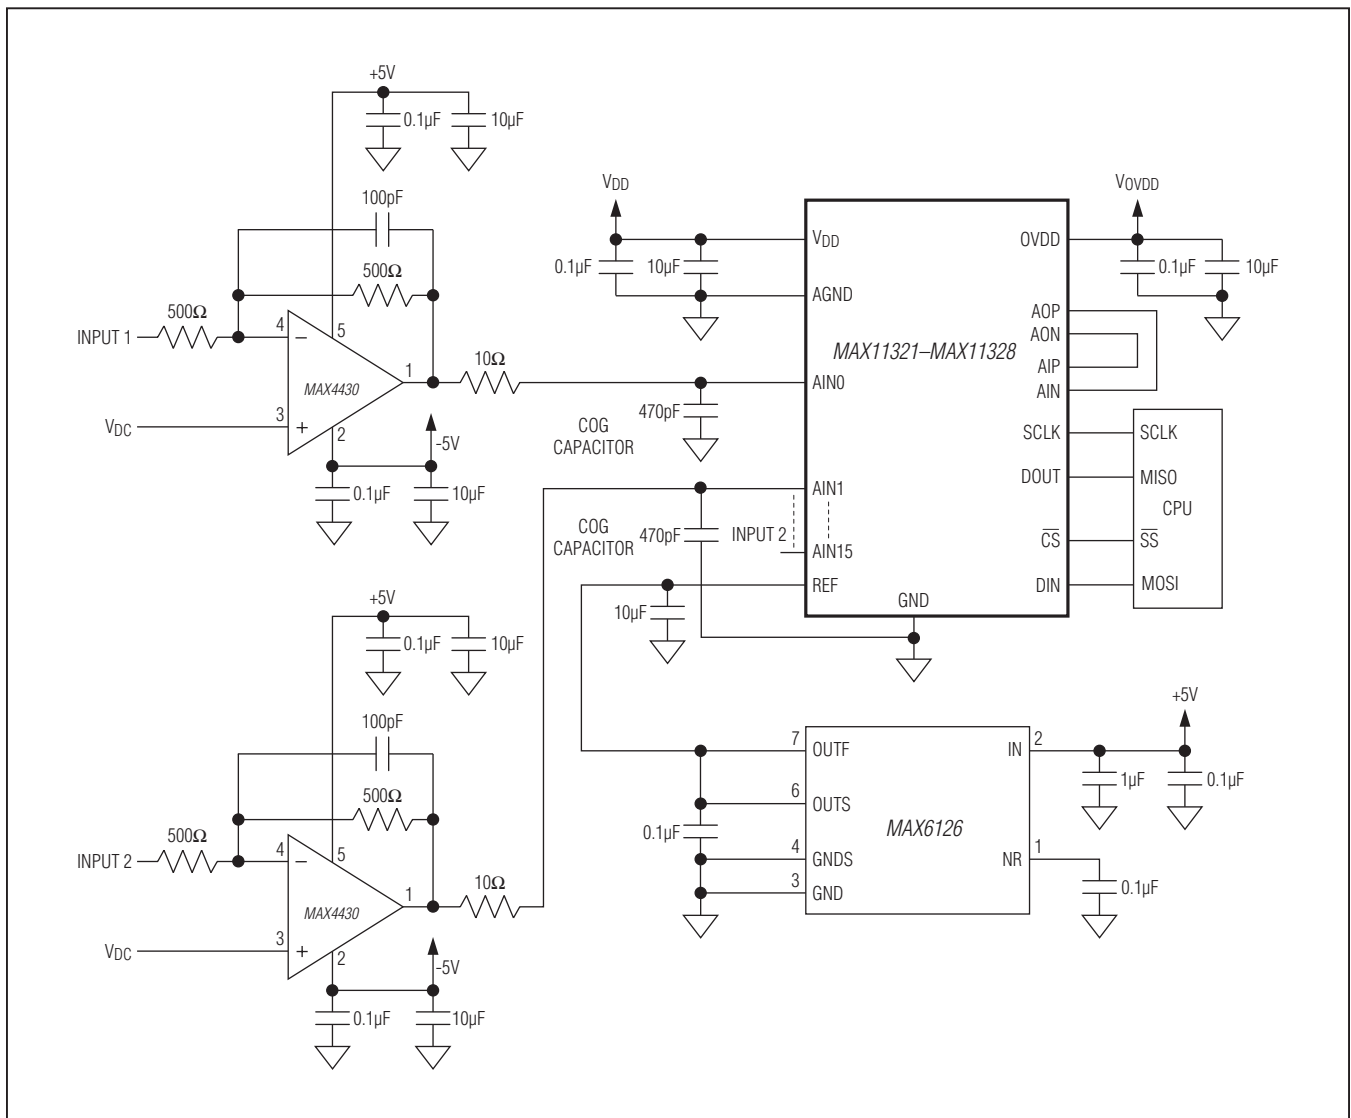 +5V
0.1µF
10µF
100pF
500Ω
500Ω
INPUT 1
4
5
−
MAX4430
1
10Ω
3
VDC
+
2
-5V
0.1µF
10µF
VDD
0.1µF
10µF
470pF
COG
CAPACITOR
COG
CAPACITOR
470pF
INPUT 2
10µF
VDD
AGND
MAX11321–MAX11328
AIN0
AIN1
AIN15
REF
GND
OVDD
AOP
AON
AIP
AIN
SCLK
DOUT
CS
DIN
VOVDD
0.1µF
10µF
SCLK
MISO
CPU
SS
MOSI
+5V
0.1µF
10µF
100pF
500Ω
500Ω
INPUT 2
4
5
−
MAX4430
1
10Ω
3
VDC
+
2
-5V
0.1µF
10µF
7
OUTF
6
OUTS
0.1µF
4
GNDS
3
GND
MAX6126
IN
2
NR
1
+5V
1µF
0.1µF
0.1µF